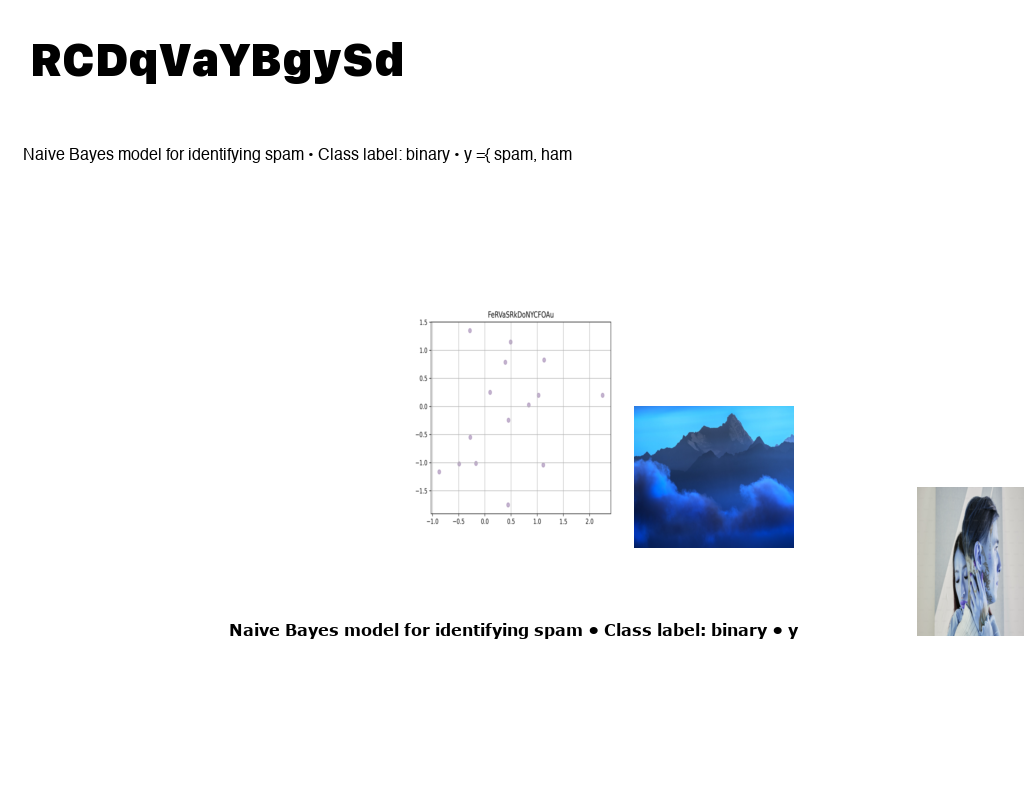 RCDqVaYBgySd
Naive Bayes model for identifying spam • Class label: binary • y ={ spam, ham
FeRVaSRkDoNYCFOAu
1.5
1.0
0.5
0.0
−0.5
−1.0
−1.5
−1.0 −0.5 0.0 0.5 1.0 1.5 2.0
Naive Bayes model for identifying spam • Class label: binary • y